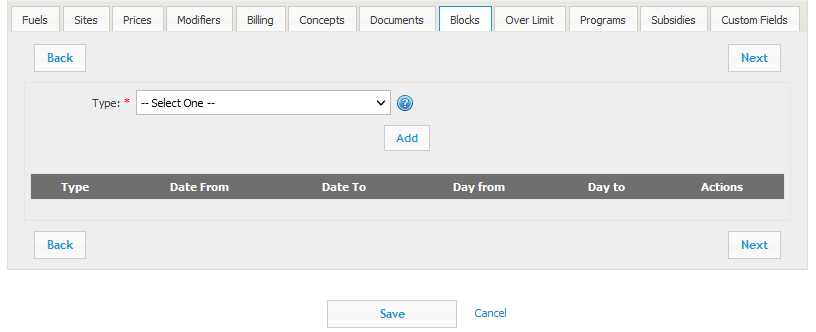 Fuels Sites Prices Modifiers Billing Concepts Documents Blocks Over Limit Programs Subsidies Custom Fields
Back Next
Type: * -- Select One -- ?
Add
Type Date From Date To Day from Day to Actions
Back Next
Save Cancel